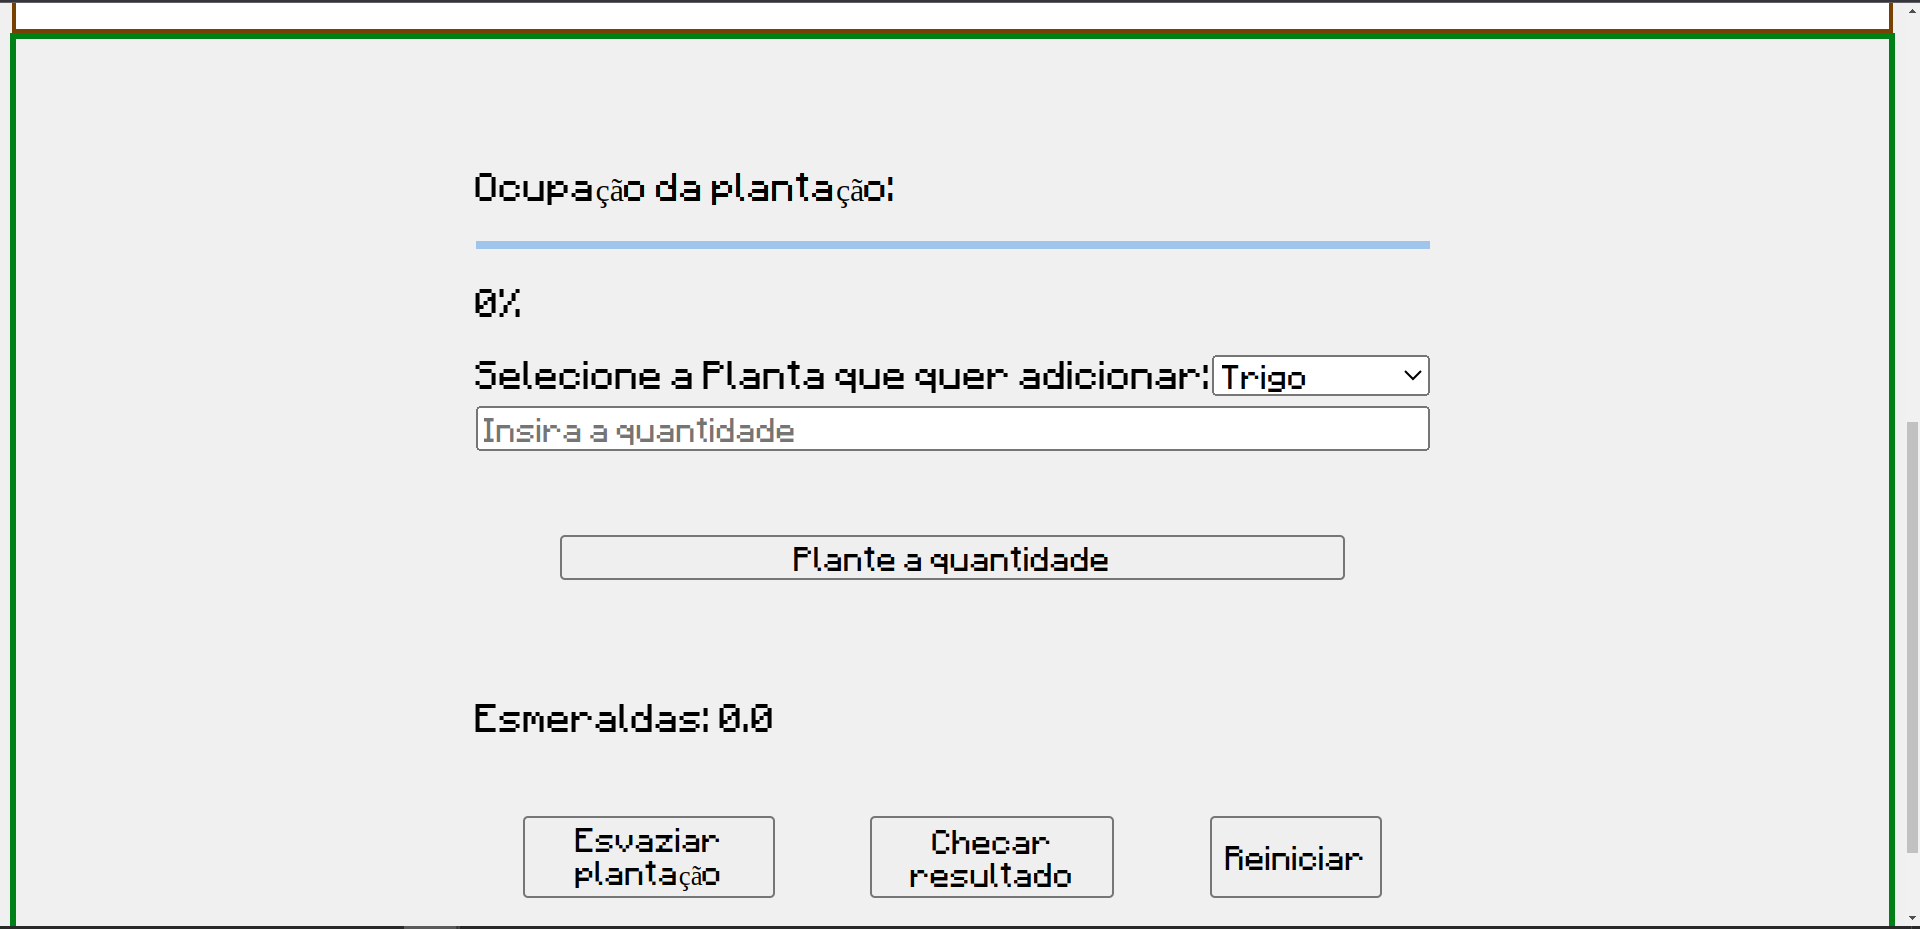 Ocupação da plantação:
0%
Selecione a Planta que quer adicionar: Trigo
Insira a quantidade
Plante a quantidade
Esmeraldas: 0.0
Esvaziar
plantação
Checar
resultado
Reiniciar